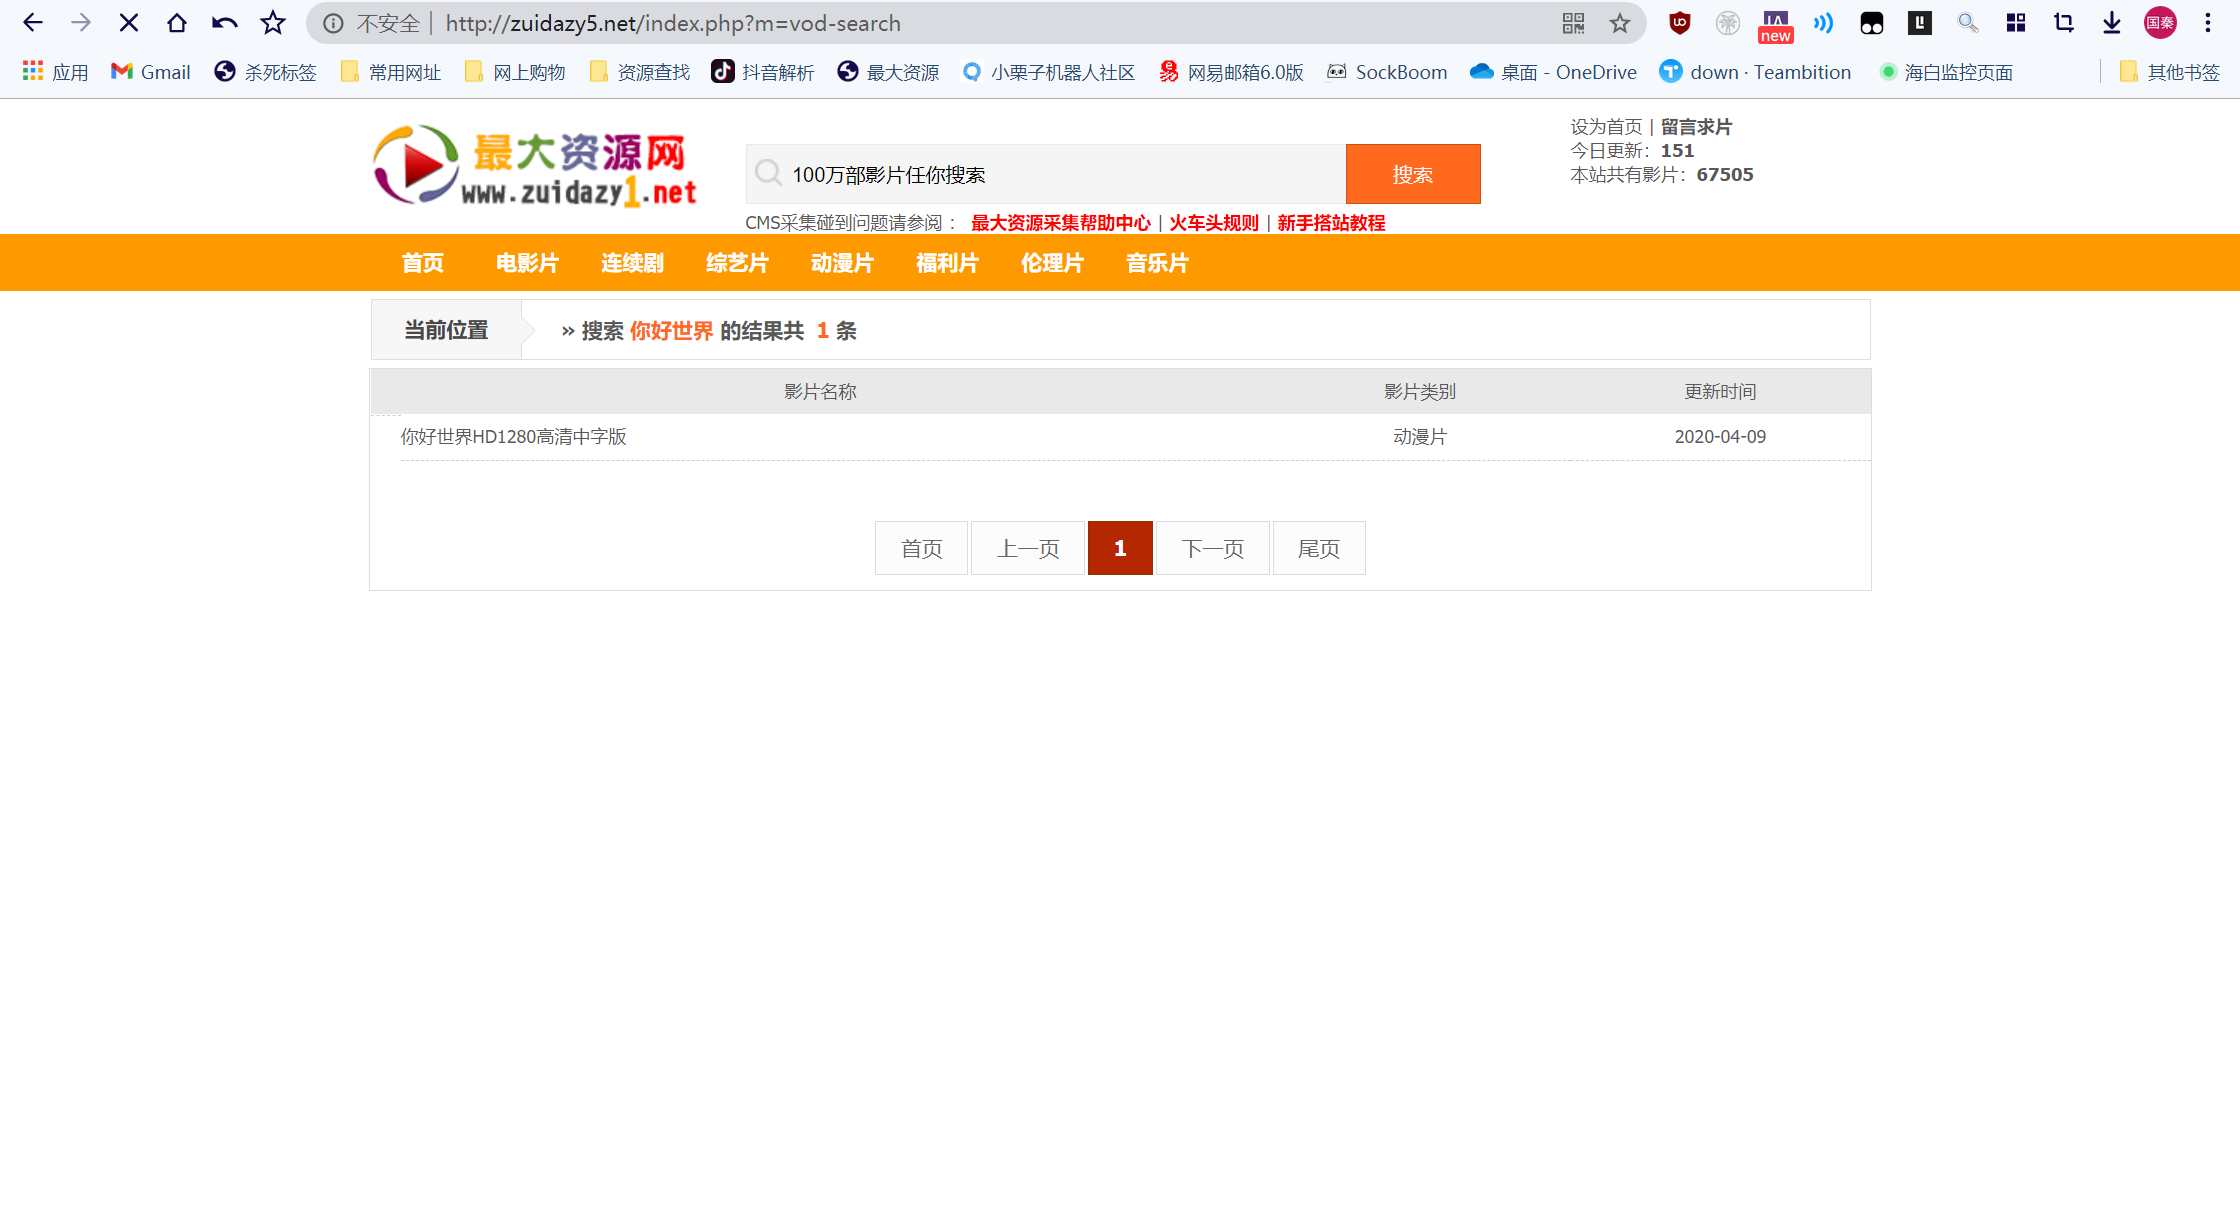 不安全 | http://zuidazy5.net/index.php?m=vod-search new 国泰
应用 Gmail 杀死标签 常用网址 网上购物 资源查找 抖音解析 最大资源 小栗子机器人社区 网易邮箱6.0版 SockBoom 桌面 - OneDrive down · Teambition 海白监控页面 其他书签
最大资源网
www.zuidazy1.net
100万部影片任你搜索 搜索
CMS采集碰到问题请参阅： 最大资源采集帮助中心 | 火车头规则 | 新手搭站教程
设为首页 | 留言求片
今日更新：151
本站共有影片：67505
首页 电影片 连续剧 综艺片 动漫片 福利片 伦理片 音乐片
当前位置 » 搜索 你好世界 的结果共 1 条
影片名称 影片类别 更新时间
你好世界HD1280高清中字版 动漫片 2020-04-09
首页 上一页 1 下一页 尾页